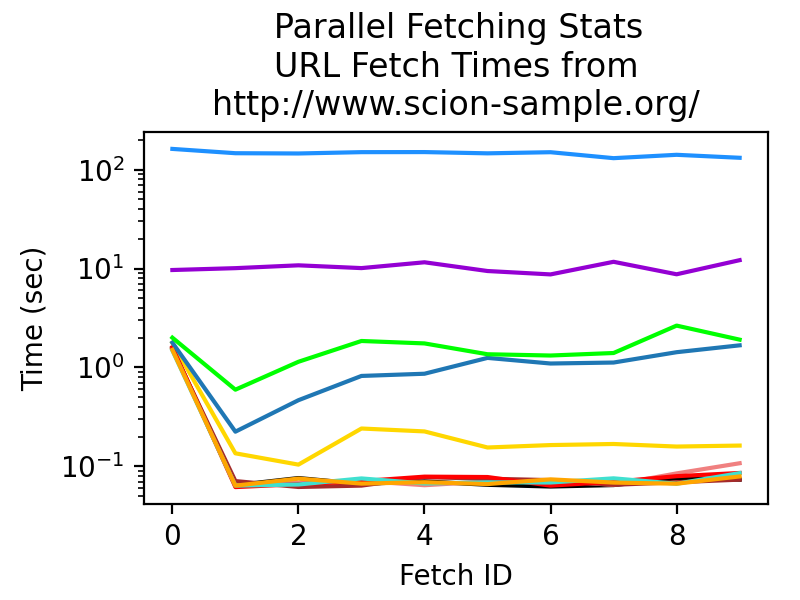 Parallel Fetching Stats
URL Fetch Times from
http://www.scion-sample.org/
Time (sec)
10²
10¹
10⁰
10⁻¹
0 2 4 6 8
Fetch ID